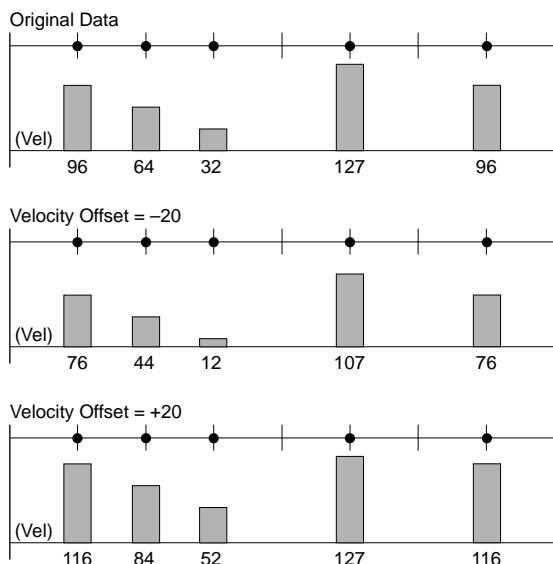 Original Data
(Vel)
96 64 32 127 96
Velocity Offset = –20
(Vel)
76 44 12 107 76
Velocity Offset = +20
(Vel)
116 84 52 127 116